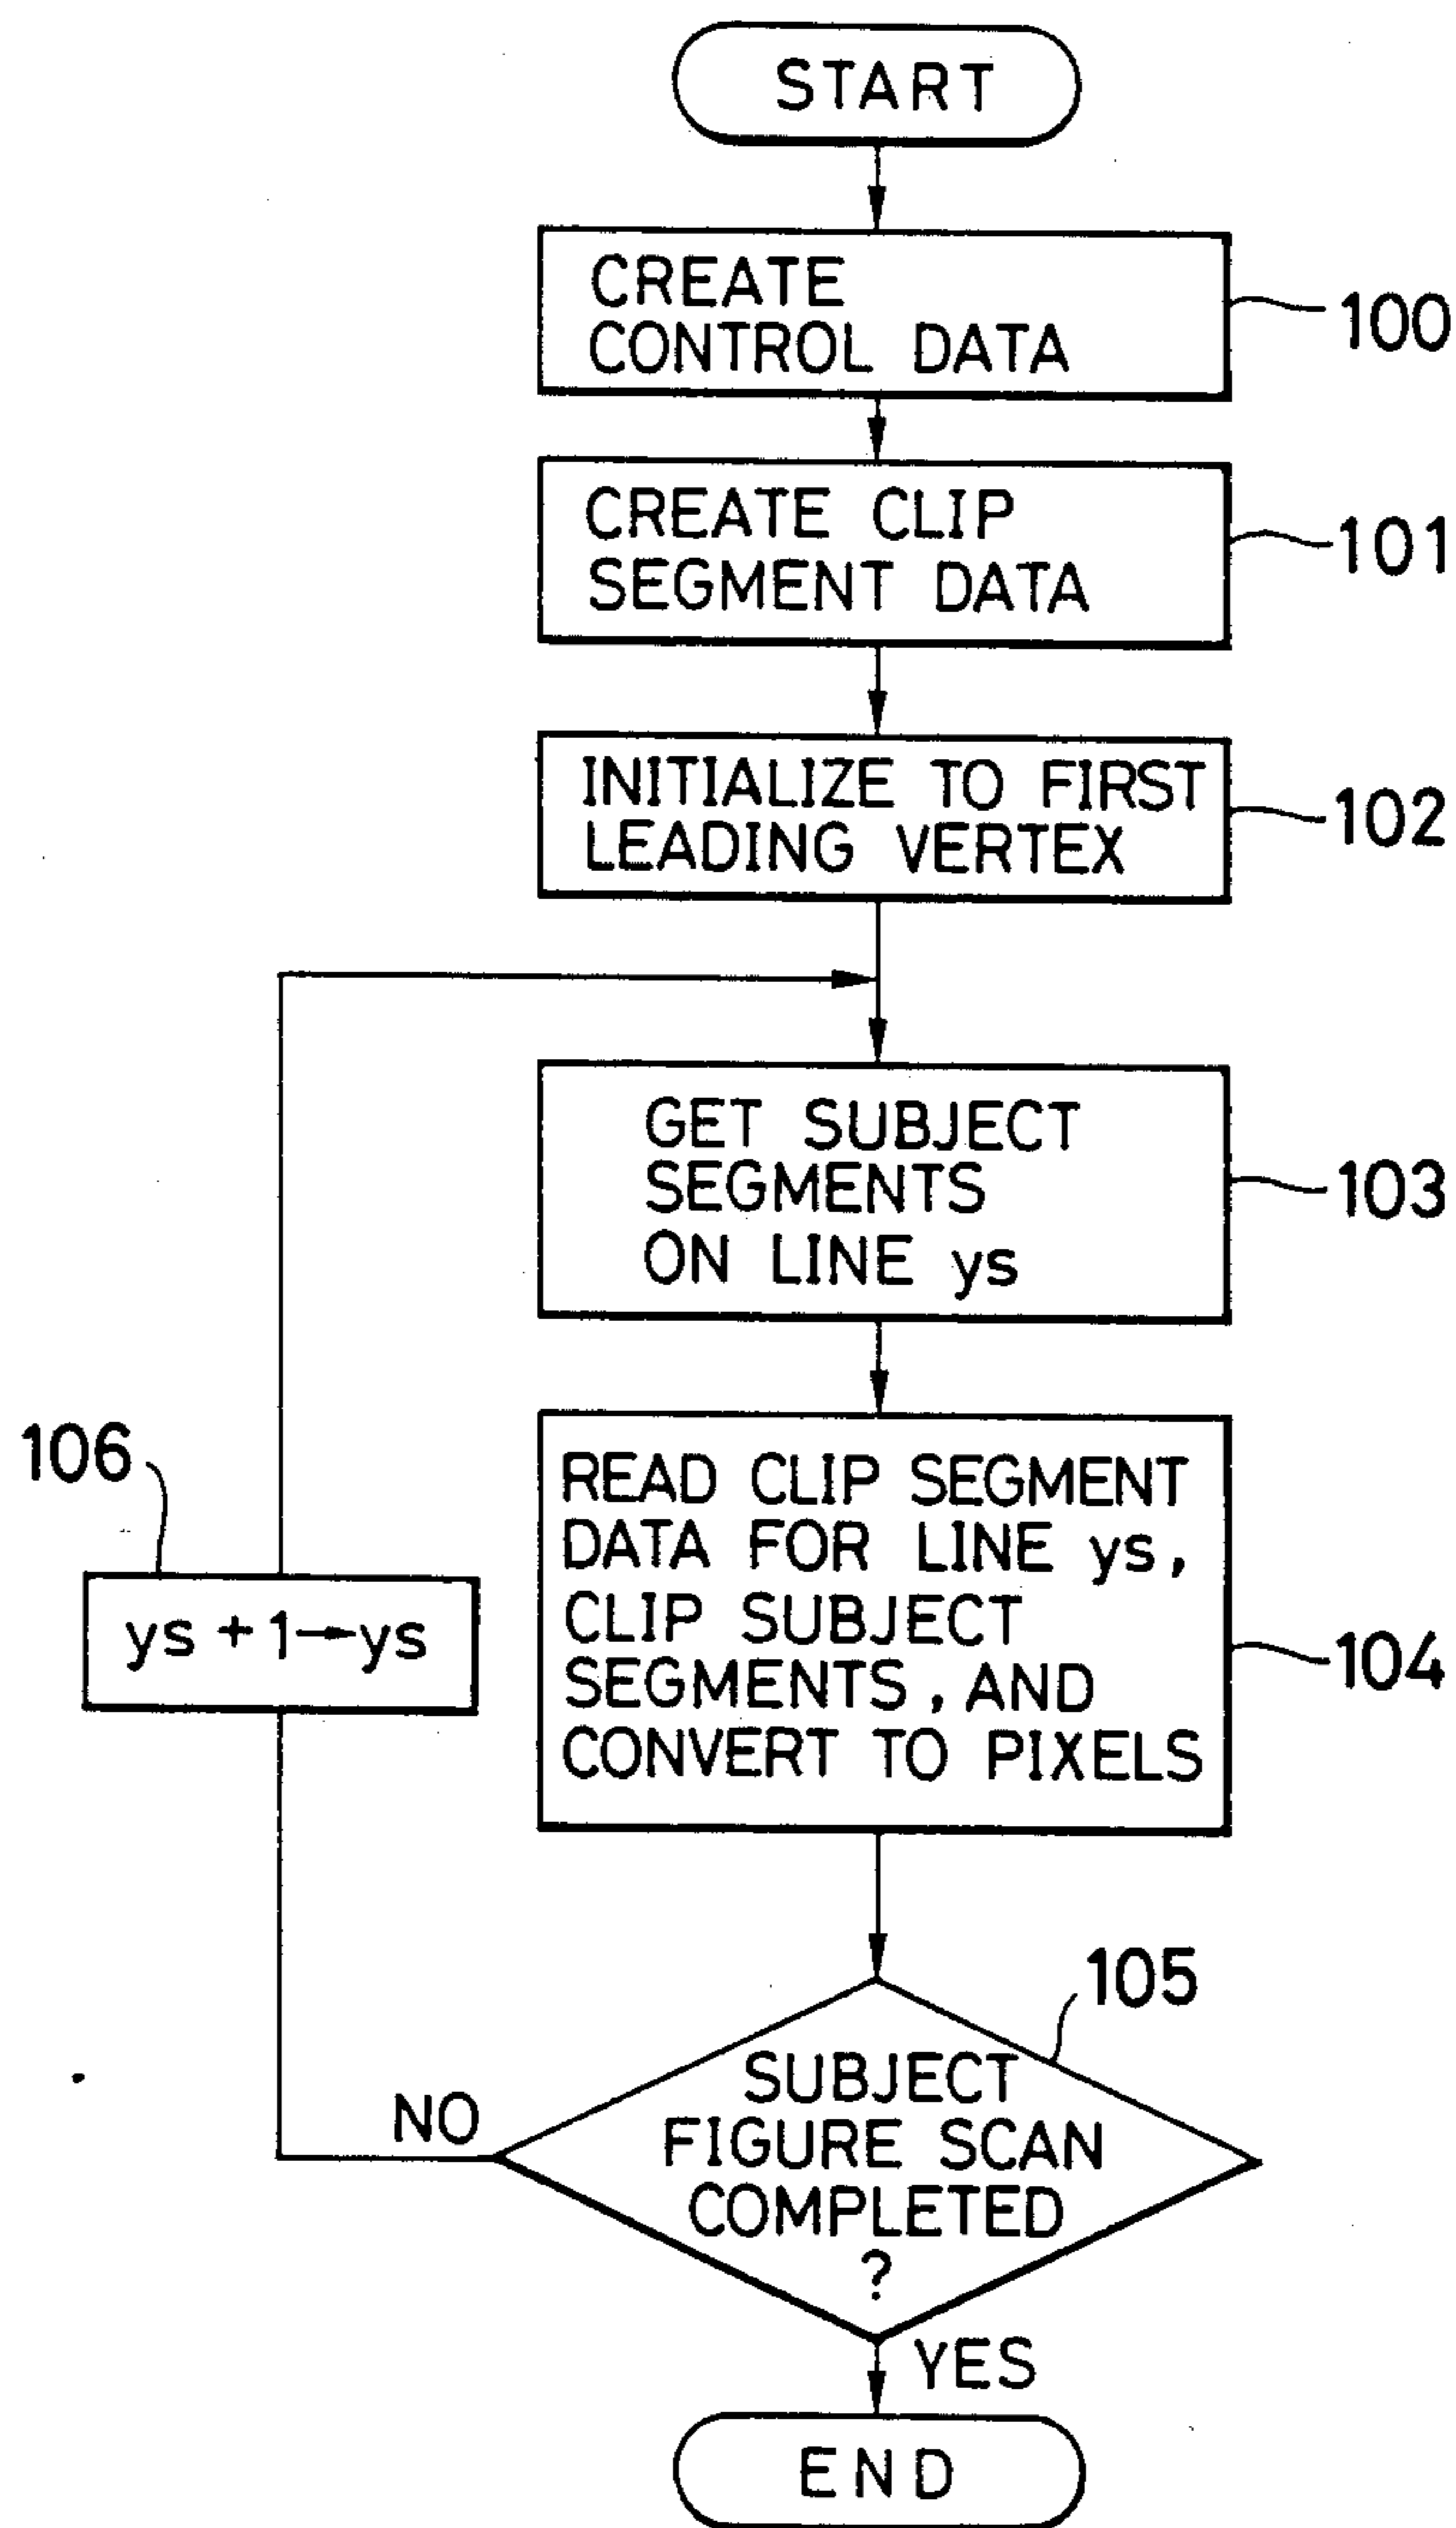 START
CREATE
CONTROL DATA
100
CREATE CLIP
SEGMENT DATA
101
INITIALIZE TO FIRST
LEADING VERTEX
102
GET SUBJECT
SEGMENTS
ON LINE ys
103
READ CLIP SEGMENT
DATA FOR LINE ys,
CLIP SUBJECT
SEGMENTS, AND
CONVERT TO PIXELS
104
106
ys + 1→ys
105
SUBJECT
FIGURE SCAN
COMPLETED
?
NO
YES
END